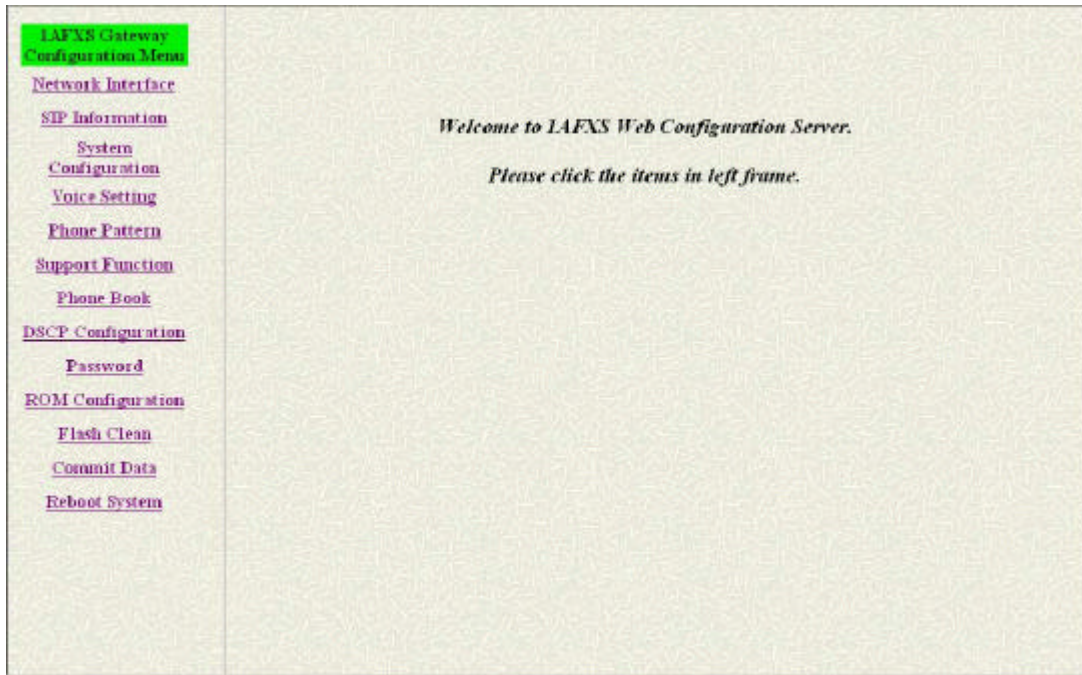 1AFXS Gateway
Configuration Menu
Network Interface
SIP Information
System
Configuration
Voice Setting
Phone Pattern
Support Function
Phone Book
DSCP Configuration
Password
ROM Configuration
Flash Clean
Commit Data
Reboot System
Welcome to 1AFXS Web Configuration Server.
Please click the items in left frame.